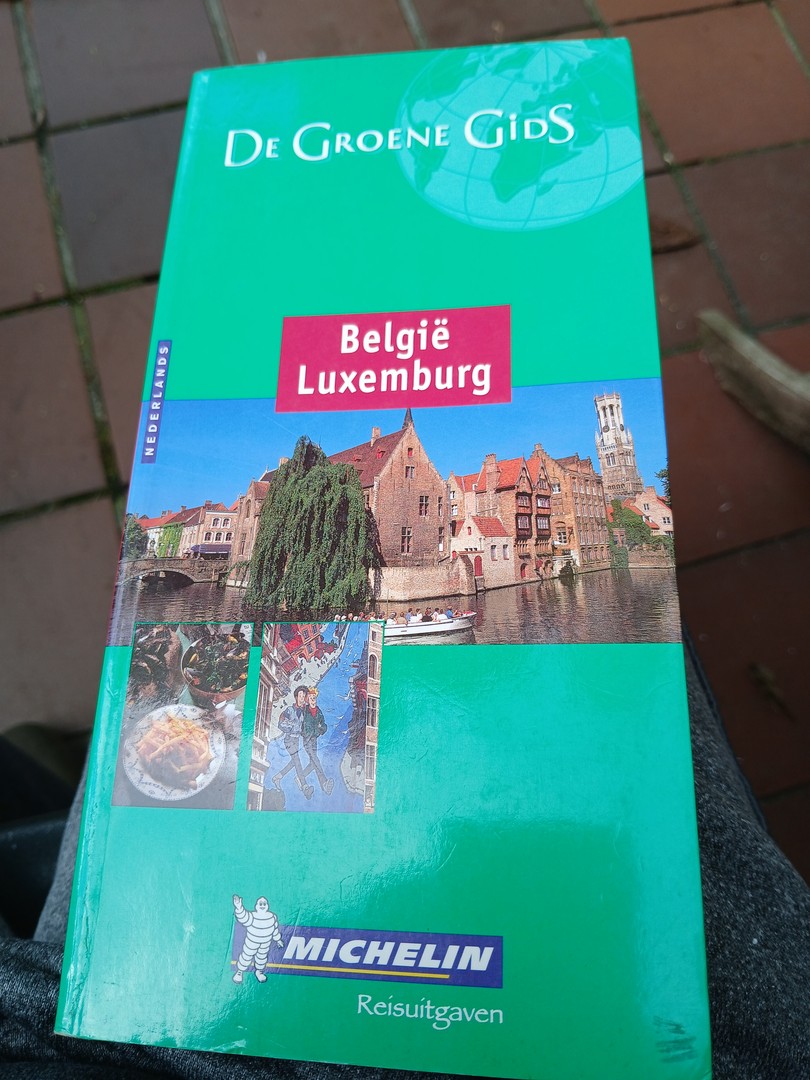 De Groene Gids
België
Luxemburg
NEDERLANDS
MICHELIN
Reisuitgaven